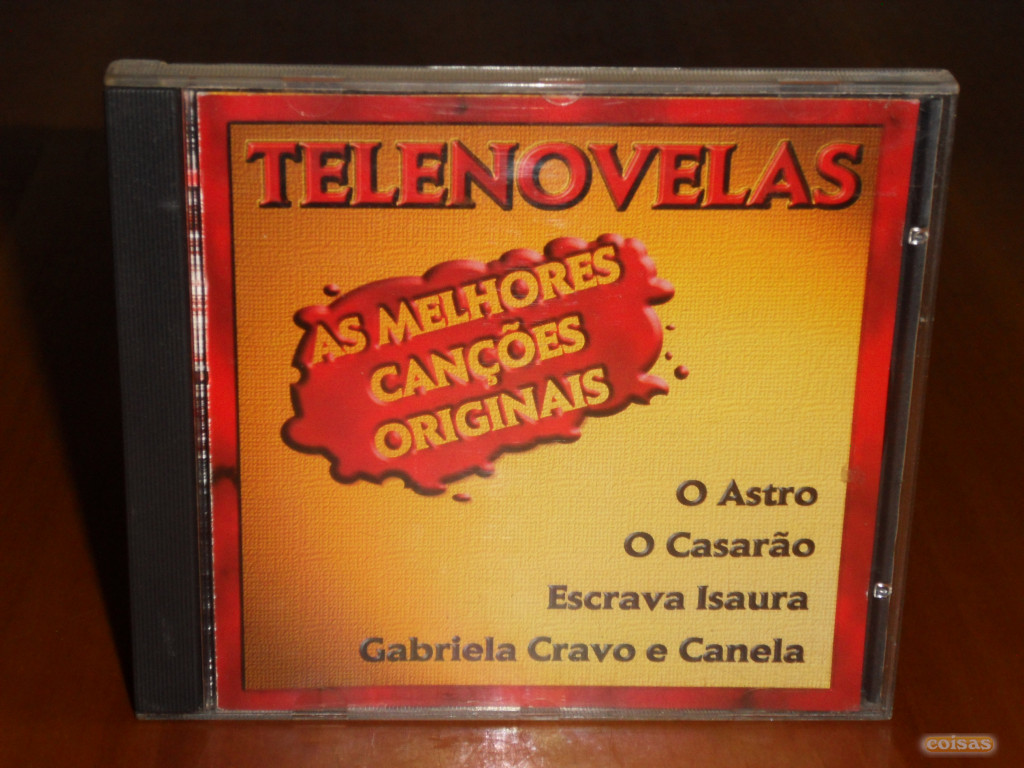 TELENOVELAS
AS MELHORES
CANÇÕES
ORIGINAIS
O Astro
O Casarão
Escrava Isaura
Gabriela Cravo e Canela
coisas